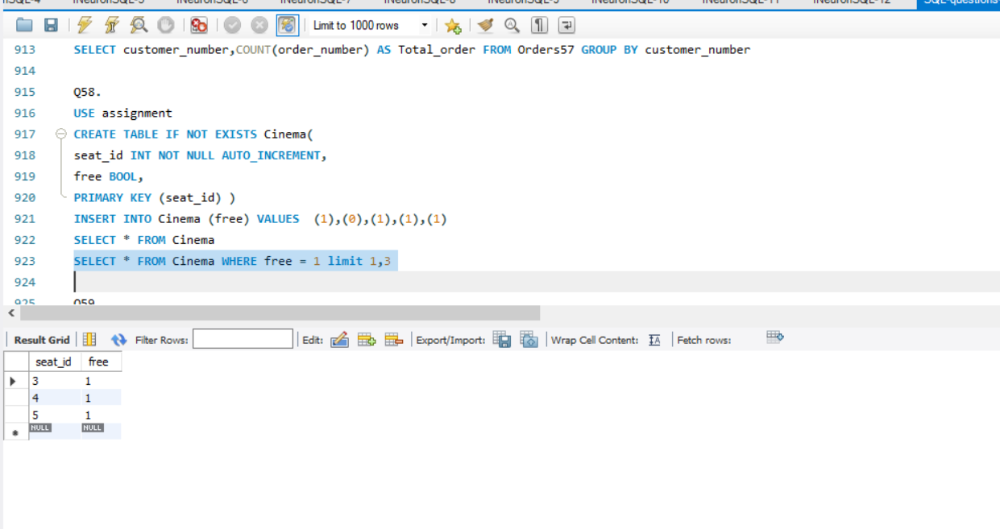 iNeuronSQL-5 iNeuronSQL-6 iNeuronSQL-7 iNeuronSQL-8 iNeuronSQL-9 iNeuronSQL-10 iNeuronSQL-11 iNeuronSQL-12 SQL-questions
Limit to 1000 rows
913 SELECT customer_number,COUNT(order_number) AS Total_order FROM Orders57 GROUP BY customer_number
914
915 Q58.
916 USE assignment
917 CREATE TABLE IF NOT EXISTS Cinema(
918 seat_id INT NOT NULL AUTO_INCREMENT,
919 free BOOL,
920 PRIMARY KEY (seat_id) )
921 INSERT INTO Cinema (free) VALUES (1),(0),(1),(1),(1)
922 SELECT * FROM Cinema
923 SELECT * FROM Cinema WHERE free = 1 limit 1,3
924
925 Q59
Result Grid Filter Rows: Edit: Export/Import: Wrap Cell Content: Fetch rows:
seat_id free
3 1
4 1
5 1
NULL NULL